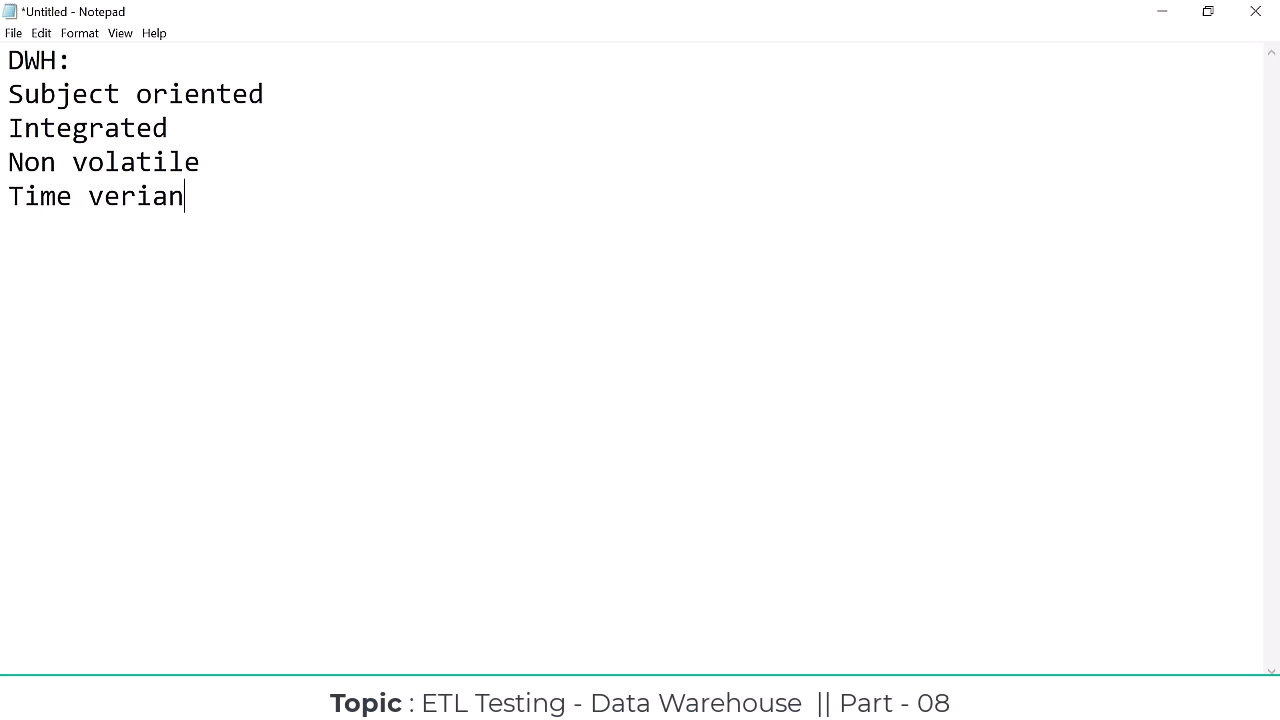 *Untitled - Notepad
File Edit Format View Help
DWH:
Subject oriented
Integrated
Non volatile
Time verian
Topic : ETL Testing - Data Warehouse || Part - 08